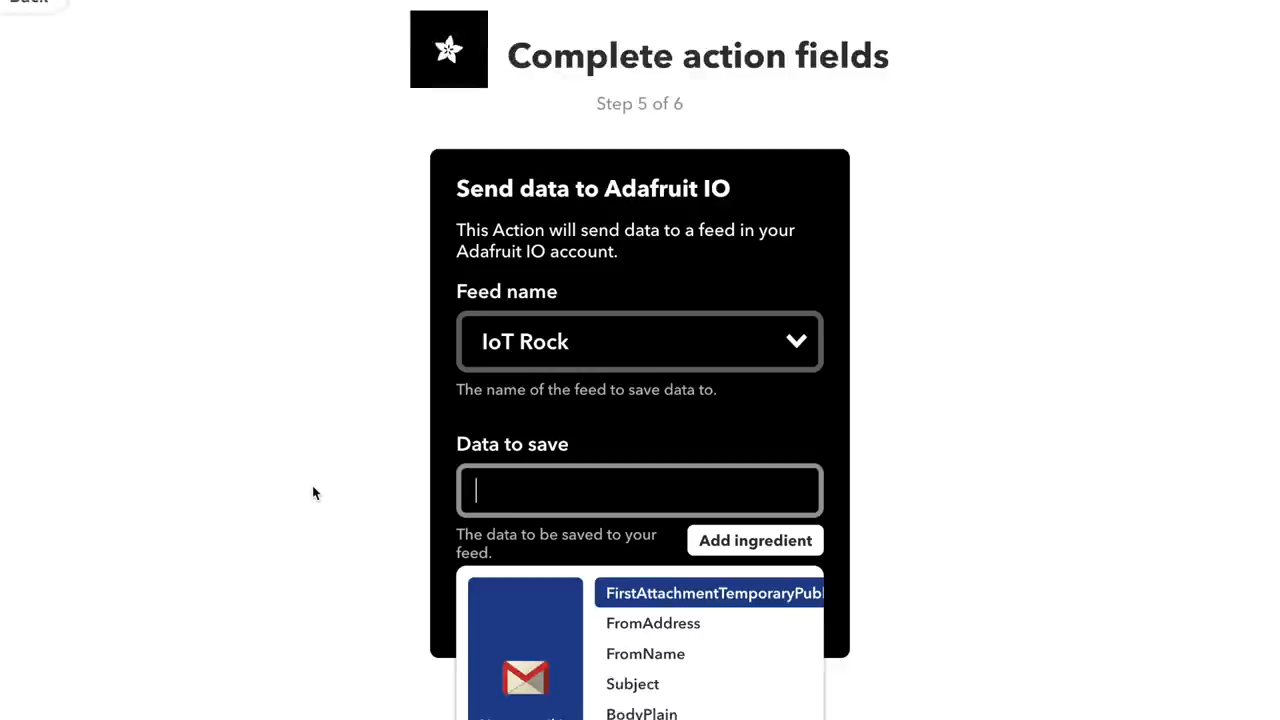 Back
Complete action fields
Step 5 of 6
Send data to Adafruit IO
This Action will send data to a feed in your
Adafruit IO account.
Feed name
IoT Rock
The name of the feed to save data to.
Data to save
The data to be saved to your
feed.
Add ingredient
FirstAttachmentTemporaryPubl
FromAddress
FromName
Subject
BodyPlain